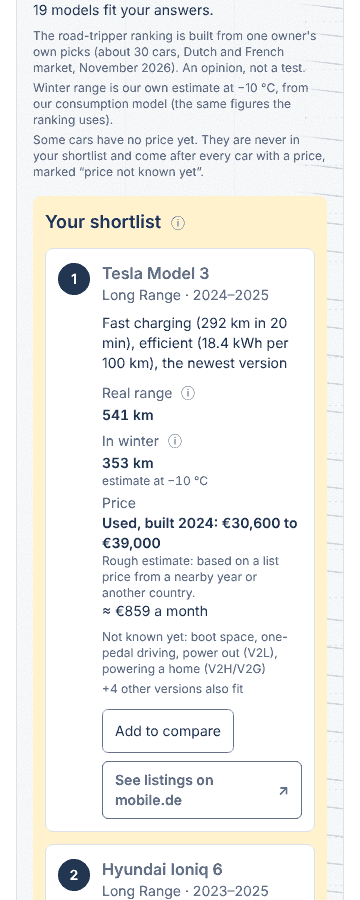 19 models fit your answers.
The road-tripper ranking is built from one owner's
own picks (about 30 cars, Dutch and French
market, November 2026). An opinion, not a test.
Winter range is our own estimate at −10 °C, from
our consumption model (the same figures the
ranking uses).
Some cars have no price yet. They are never in
your shortlist and come after every car with a price,
marked “price not known yet”.
Your shortlist ⓘ
1
Tesla Model 3
Long Range · 2024–2025
Fast charging (292 km in 20
min), efficient (18.4 kWh per
100 km), the newest version
Real range ⓘ
541 km
In winter ⓘ
353 km
estimate at −10 °C
Price
Used, built 2024: €30,600 to
€39,000
Rough estimate: based on a list
price from a nearby year or
another country.
≈ €859 a month
Not known yet: boot space, one-
pedal driving, power out (V2L),
powering a home (V2H/V2G)
+4 other versions also fit
Add to compare
See listings on
mobile.de
2
Hyundai Ioniq 6
Long Range · 2023–2025